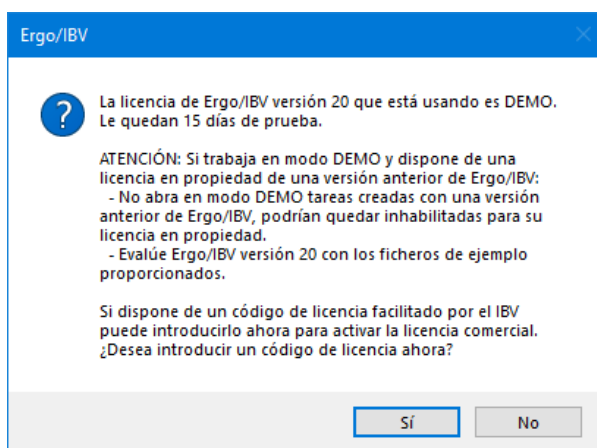 Ergo/IBV
?
La licencia de Ergo/IBV versión 20 que está usando es DEMO.
Le quedan 15 días de prueba.
ATENCIÓN: Si trabaja en modo DEMO y dispone de una
licencia en propiedad de una versión anterior de Ergo/IBV:
- No abra en modo DEMO tareas creadas con una versión
anterior de Ergo/IBV, podrían quedar inhabilitadas para su
licencia en propiedad.
- Evalúe Ergo/IBV versión 20 con los ficheros de ejemplo
proporcionados.
Si dispone de un código de licencia facilitado por el IBV
puede introducirlo ahora para activar la licencia comercial.
¿Desea introducir un código de licencia ahora?
Sí No